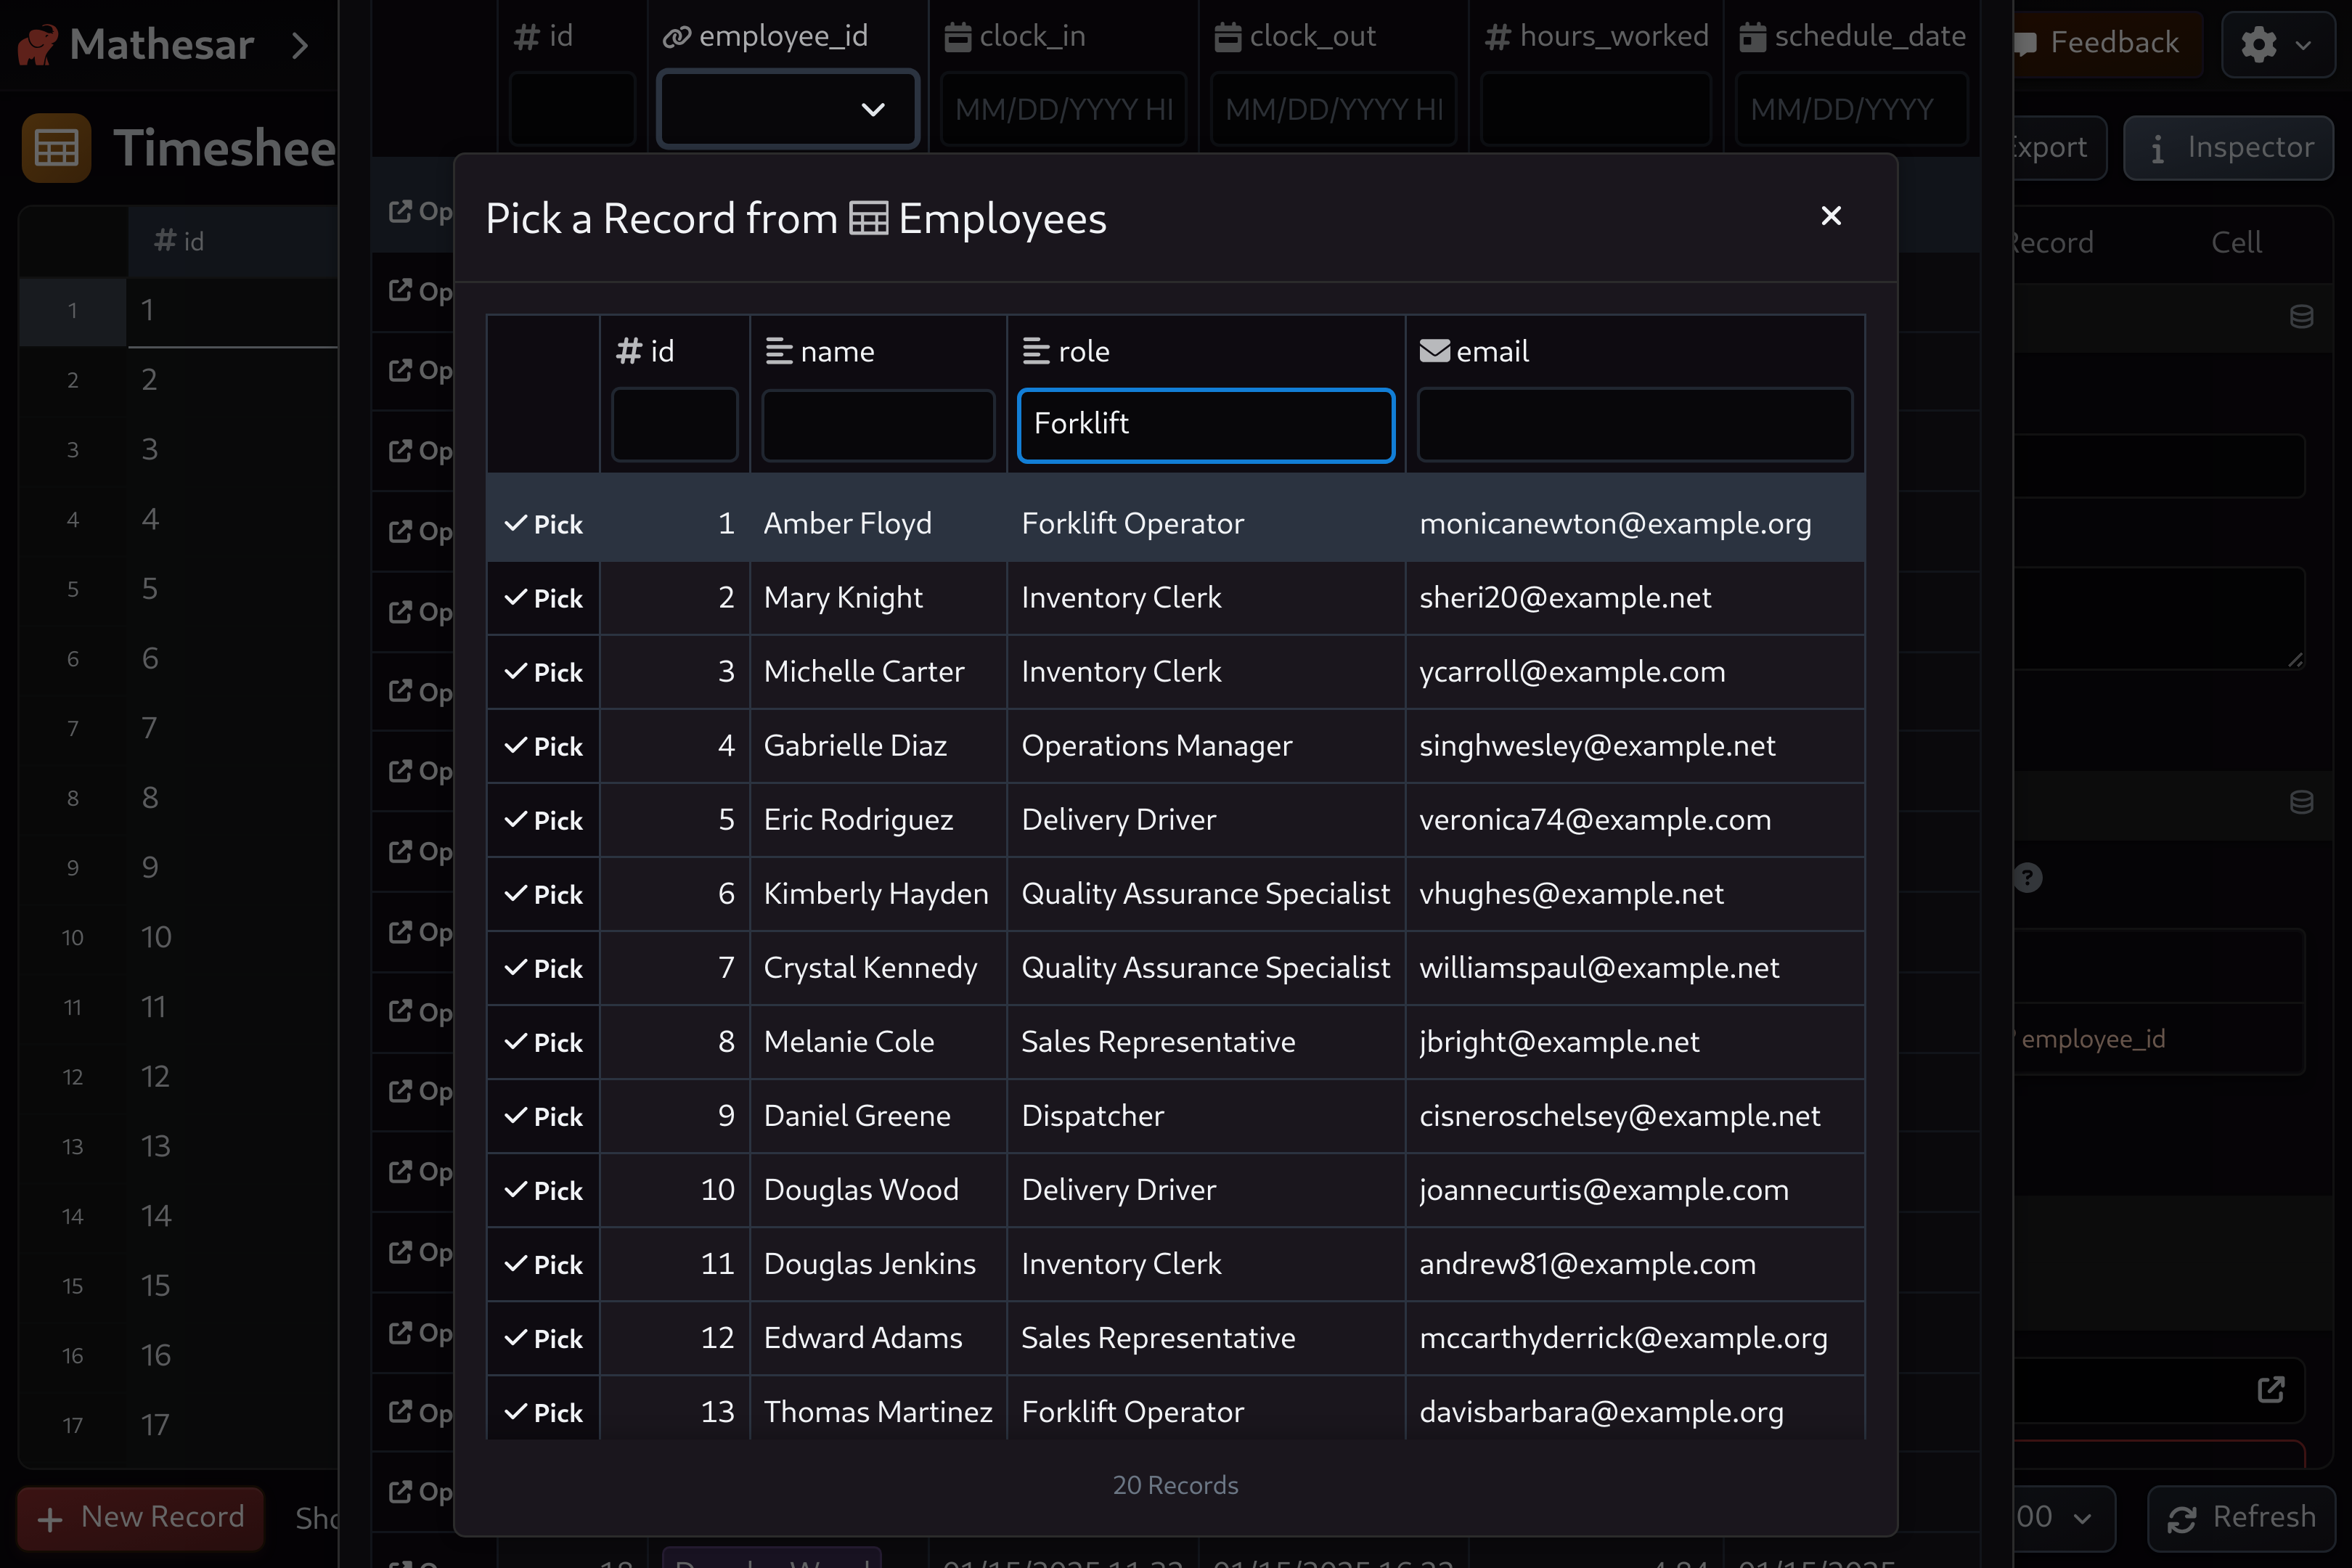 Mathesar
id employee_id clock_in clock_out hours_worked schedule_date
Feedback
MM/DD/YYYY MM/DD/YYYY MM/DD/YYYY
Timeshee
Export
Inspector
Pick a Record from Employees
Record Cell
id
id name role email
Forklift
Pick 1 Amber Floyd Forklift Operator monicanewton@example.org
Pick 2 Mary Knight Inventory Clerk sheri20@example.net
Pick 3 Michelle Carter Inventory Clerk ycarroll@example.com
Pick 4 Gabrielle Diaz Operations Manager singhwesley@example.net
Pick 5 Eric Rodriguez Delivery Driver veronica74@example.com
Pick 6 Kimberly Hayden Quality Assurance Specialist vhughes@example.net
Pick 7 Crystal Kennedy Quality Assurance Specialist williamspaul@example.net
Pick 8 Melanie Cole Sales Representative jbright@example.net
Pick 9 Daniel Greene Dispatcher cisneroschelsey@example.net
Pick 10 Douglas Wood Delivery Driver joannecurtis@example.com
Pick 11 Douglas Jenkins Inventory Clerk andrew81@example.com
Pick 12 Edward Adams Sales Representative mccarthyderrick@example.org
Pick 13 Thomas Martinez Forklift Operator davisbarbara@example.org
20 Records
1 1
2 2
3 3
4 4
5 5
6 6
7 7
8 8
9 9
10 10
11 11
12 12
13 13
14 14
15 15
16 16
17 17
employee_id
New Record
00
Refresh